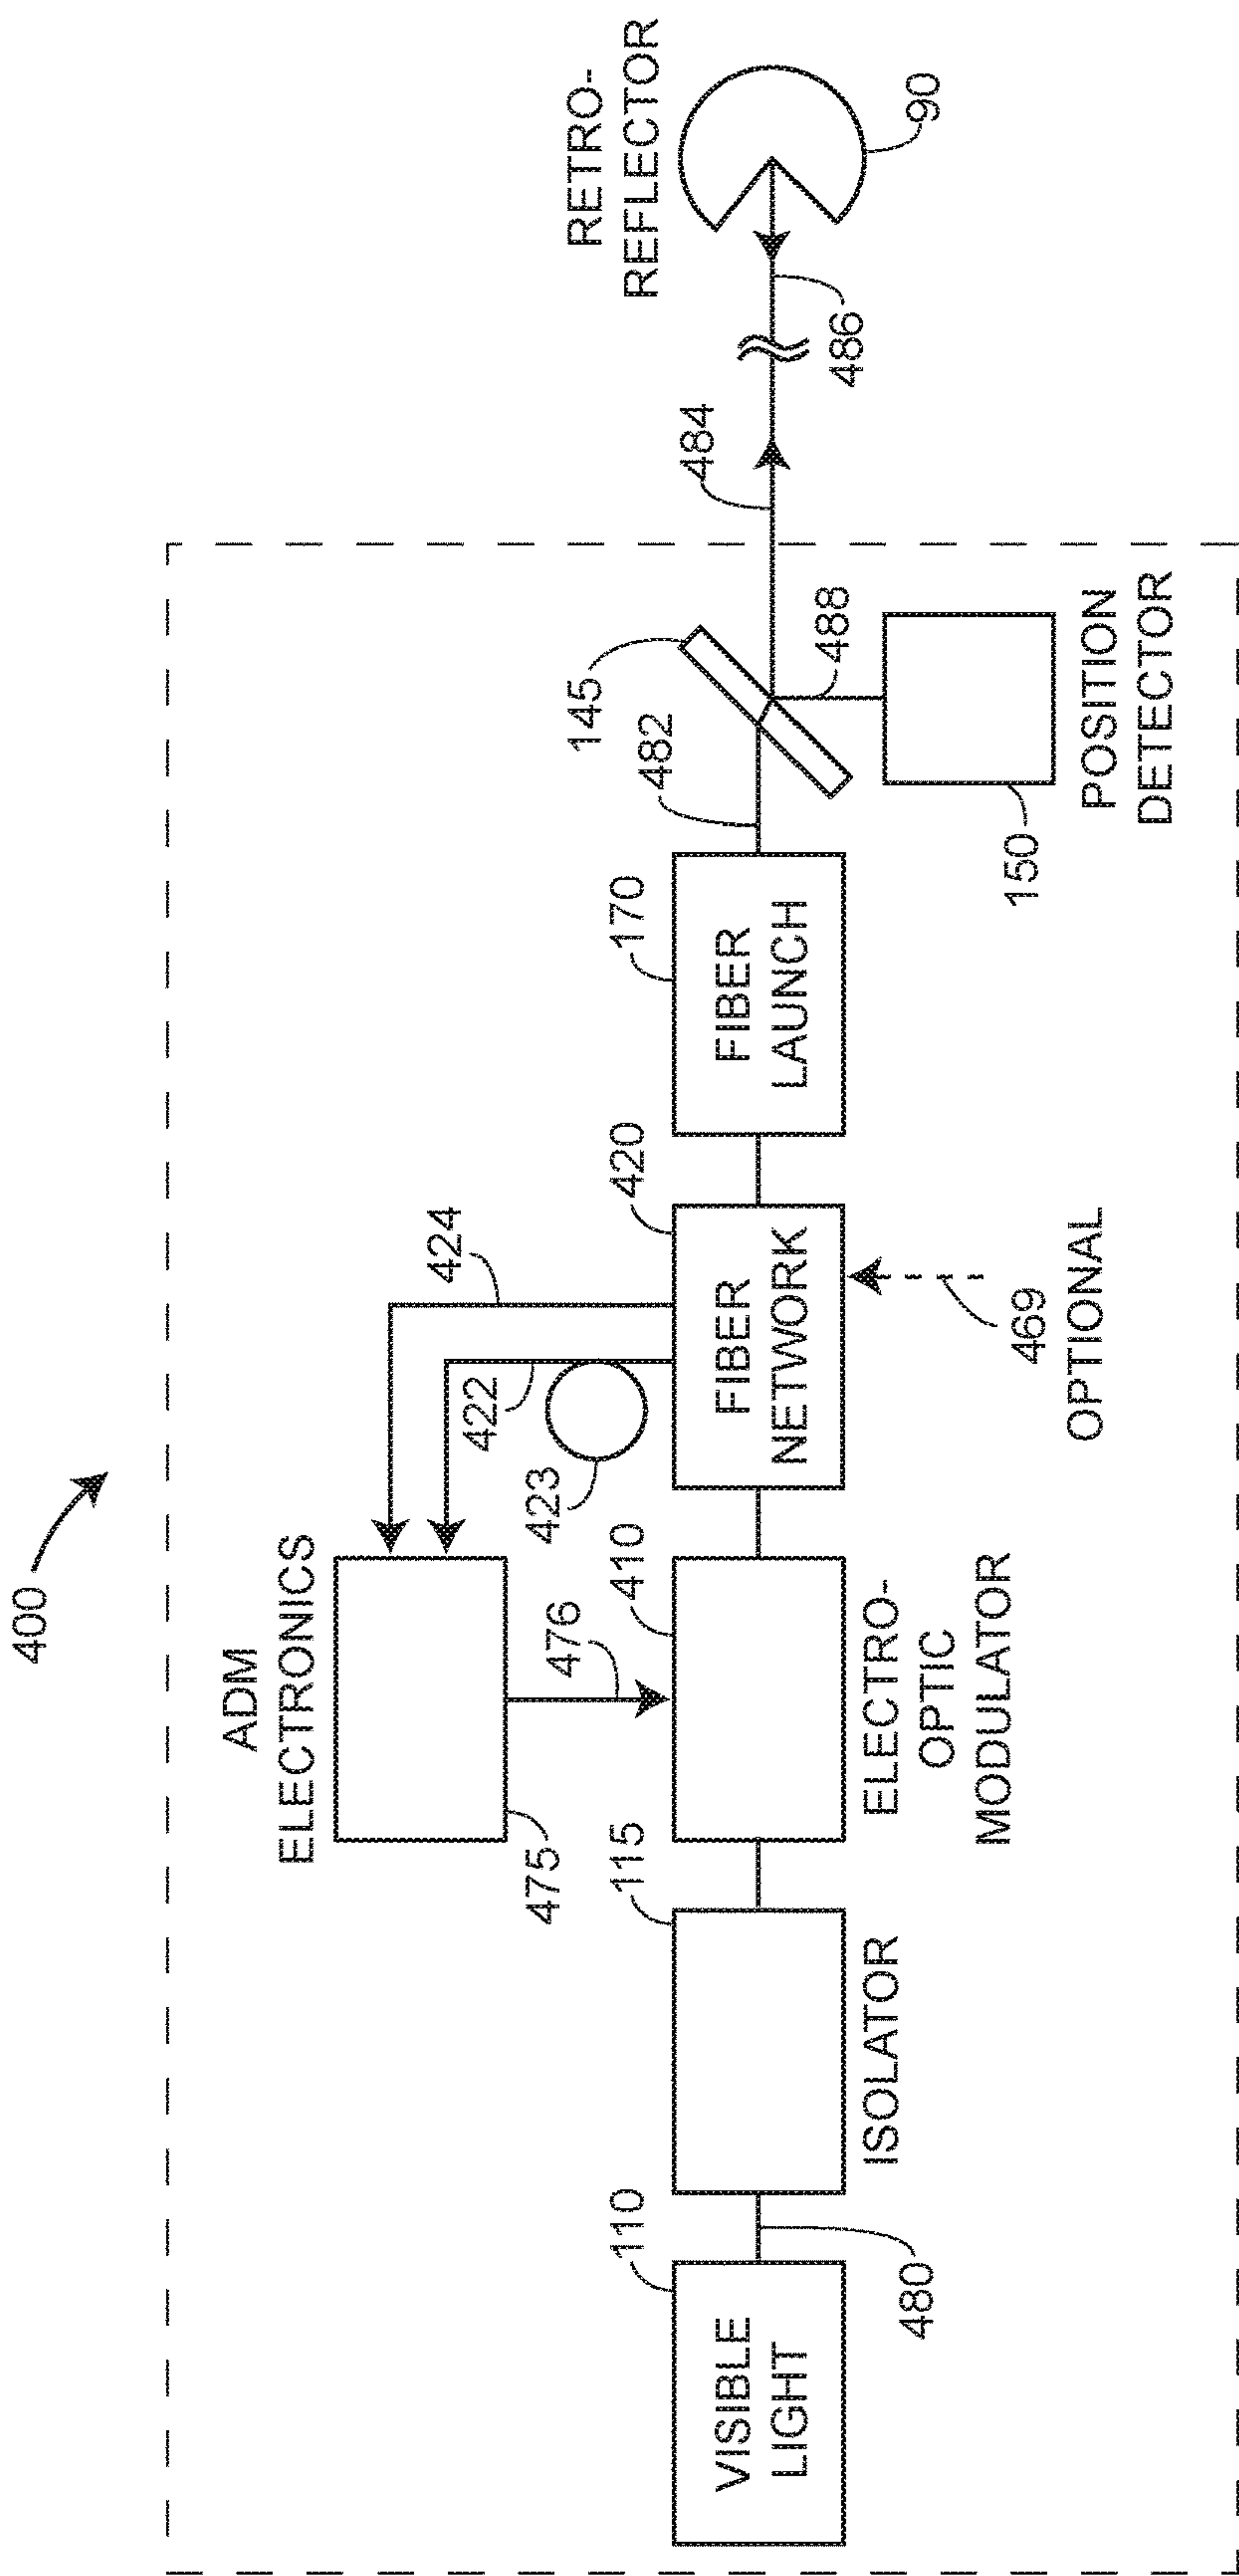 400
ADM
ELECTRONICS
475
476
424
422
423
RETRO-
REFLECTOR
90
110
VISIBLE
LIGHT
480
115
ISOLATOR
410
ELECTRO-
OPTIC
MODULATOR
420
FIBER
NETWORK
469
OPTIONAL
170
FIBER
LAUNCH
482
145
484
486
488
150
POSITION
DETECTOR